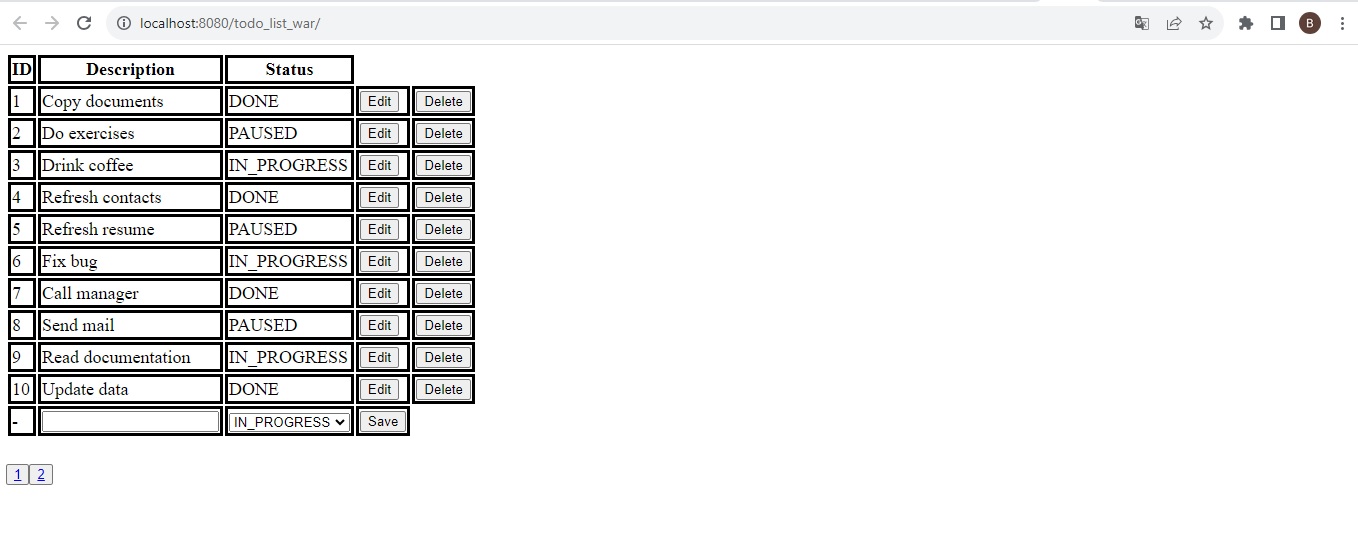 localhost:8080/todo_list_war/ B
ID Description Status
1 Copy documents DONE Edit Delete
2 Do exercises PAUSED Edit Delete
3 Drink coffee IN_PROGRESS Edit Delete
4 Refresh contacts DONE Edit Delete
5 Refresh resume PAUSED Edit Delete
6 Fix bug IN_PROGRESS Edit Delete
7 Call manager DONE Edit Delete
8 Send mail PAUSED Edit Delete
9 Read documentation IN_PROGRESS Edit Delete
10 Update data DONE Edit Delete
- IN_PROGRESS Save
1 2